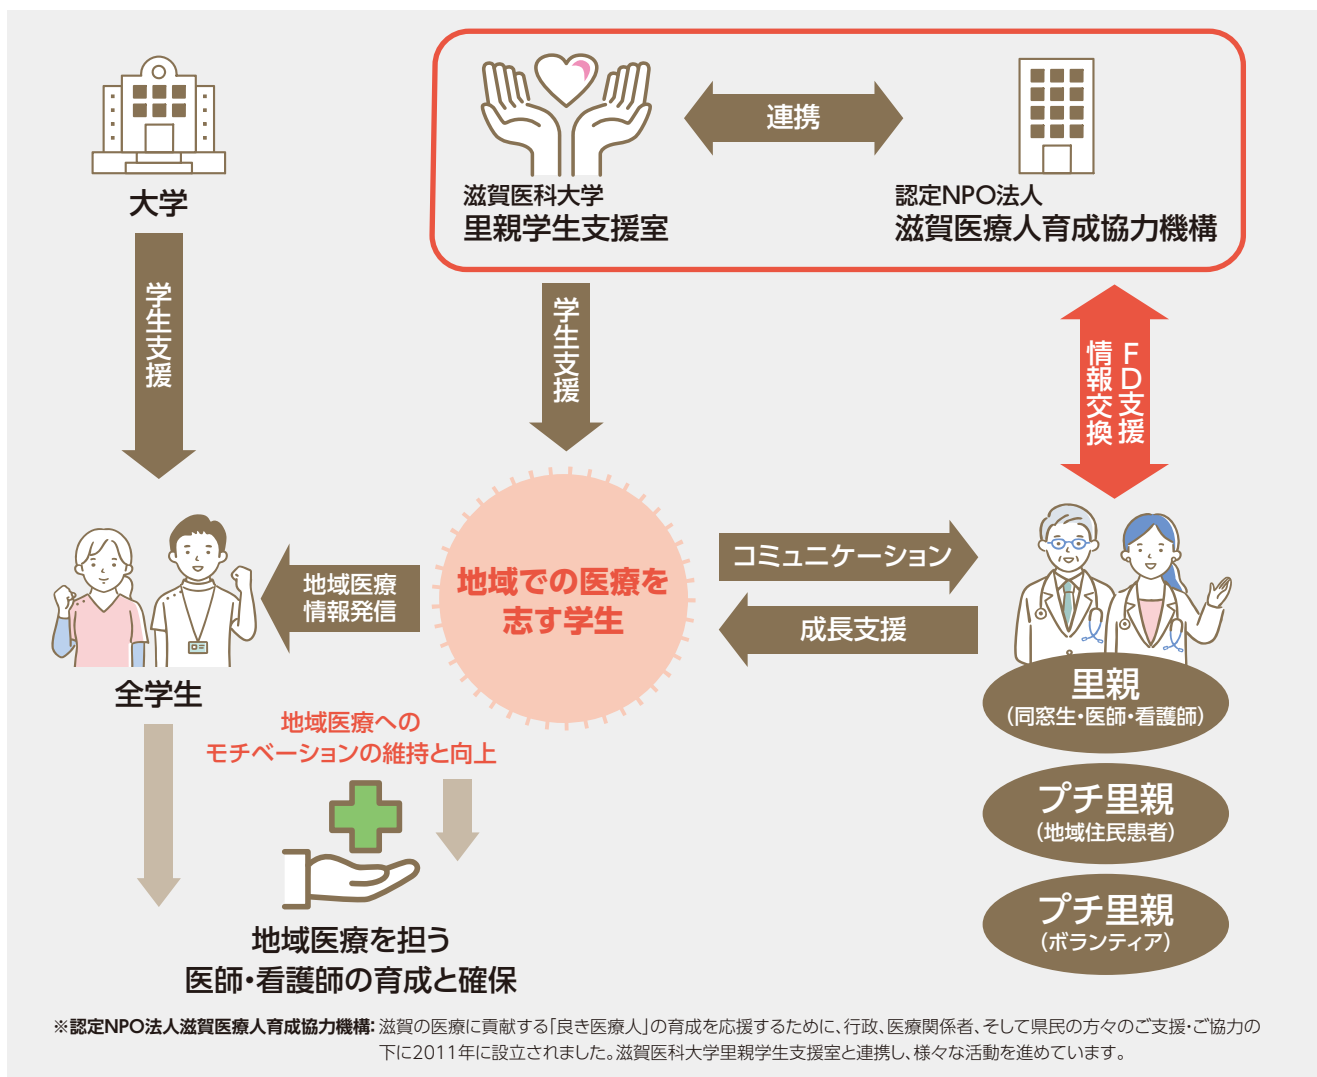 大学
滋賀医科大学
里親学生支援室
連携
認定NPO法人
滋賀医療人育成協力機構
学生支援
学生支援
FD支援
情報交換
地域での医療を
志す学生
コミュニケーション
成長支援
地域医療
情報発信
全学生
里親
（同窓生・医師・看護師）
プチ里親
（地域住民患者）
プチ里親
（ボランティア）
地域医療への
モチベーションの維持と向上
地域医療を担う
医師・看護師の育成と確保
※認定NPO法人滋賀医療人育成協力機構：滋賀の医療に貢献する「良き医療人」の育成を応援するために、行政、医療関係者、そして県民の方々のご支援・ご協力の
下に2011年に設立されました。滋賀医科大学里親学生支援室と連携し、様々な活動を進めています。